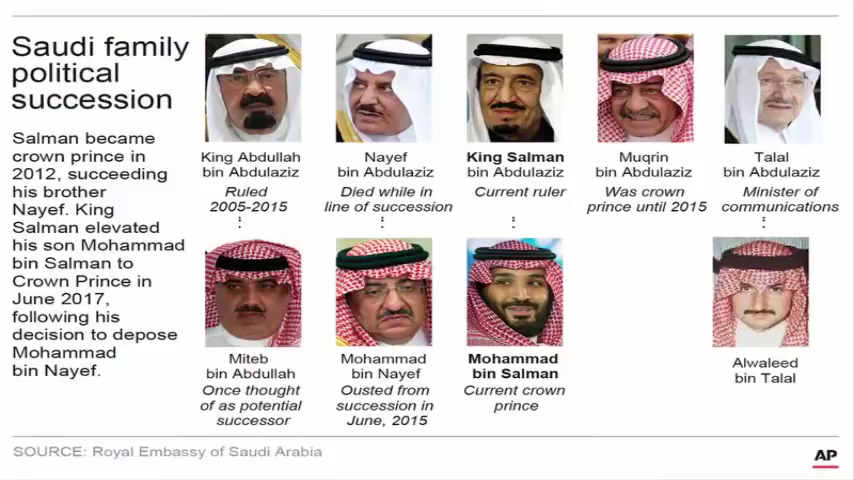 Saudi family
political
succession
Salman became
crown prince in
2012, succeeding
his brother
Nayef. King
Salman elevated
his son Mohammad
bin Salman to
Crown Prince in
June 2017,
following his
decision to depose
Mohammad
bin Nayef.
King Abdullah
bin Abdulaziz
Ruled
2005-2015
Nayef
bin Abdulaziz
Died while in
line of succession
King Salman
bin Abdulaziz
Current ruler
Muqrin
bin Abdulaziz
Was crown
prince until 2015
Talal
bin Abdulaziz
Minister of
communications
Miteb
bin Abdullah
Once thought
of as potential
successor
Mohammad
bin Nayef
Ousted from
succession in
June, 2015
Mohammad
bin Salman
Current crown
prince
Alwaleed
bin Talal
SOURCE: Royal Embassy of Saudi Arabia
AP